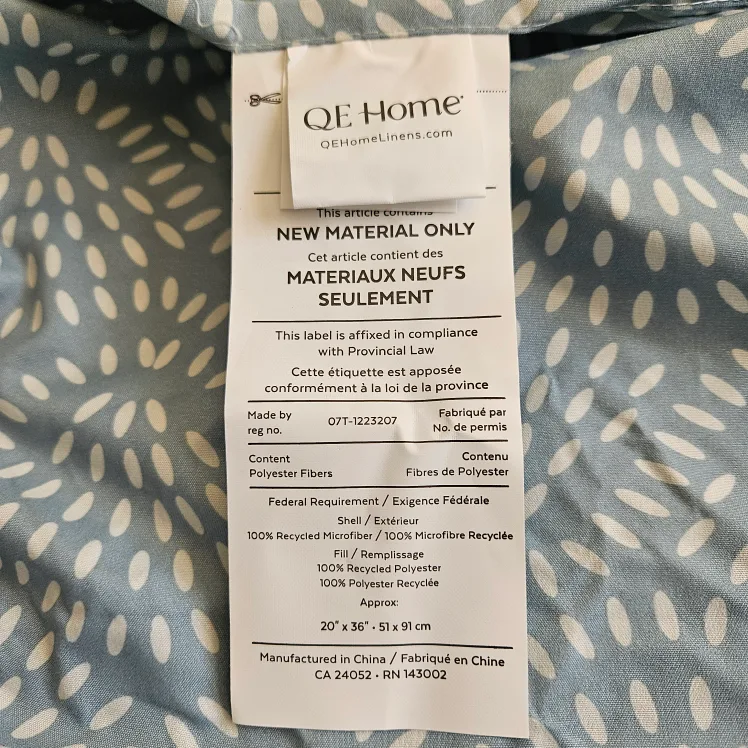 QE Home
QEHomeLinens.com
This article contains
NEW MATERIAL ONLY
Cet article contient des
MATERIAUX NEUFS
SEULEMENT
This label is affixed in compliance
with Provincial Law
Cette étiquette est apposée
conformément à la loi de la province
Made by
reg no.
07T-1223207
Fabriqué par
No. de permis
Content
Polyester Fibers
Contenu
Fibres de Polyester
Federal Requirement / Exigence Fédérale
Shell / Extérieur
100% Recycled Microfiber / 100% Microfibre Recyclée
Fill / Remplissage
100% Recycled Polyester
100% Polyester Recyclée
Approx:
20" x 36" • 51 x 91 cm
Manufactured in China / Fabriqué en Chine
CA 24052 • RN 143002